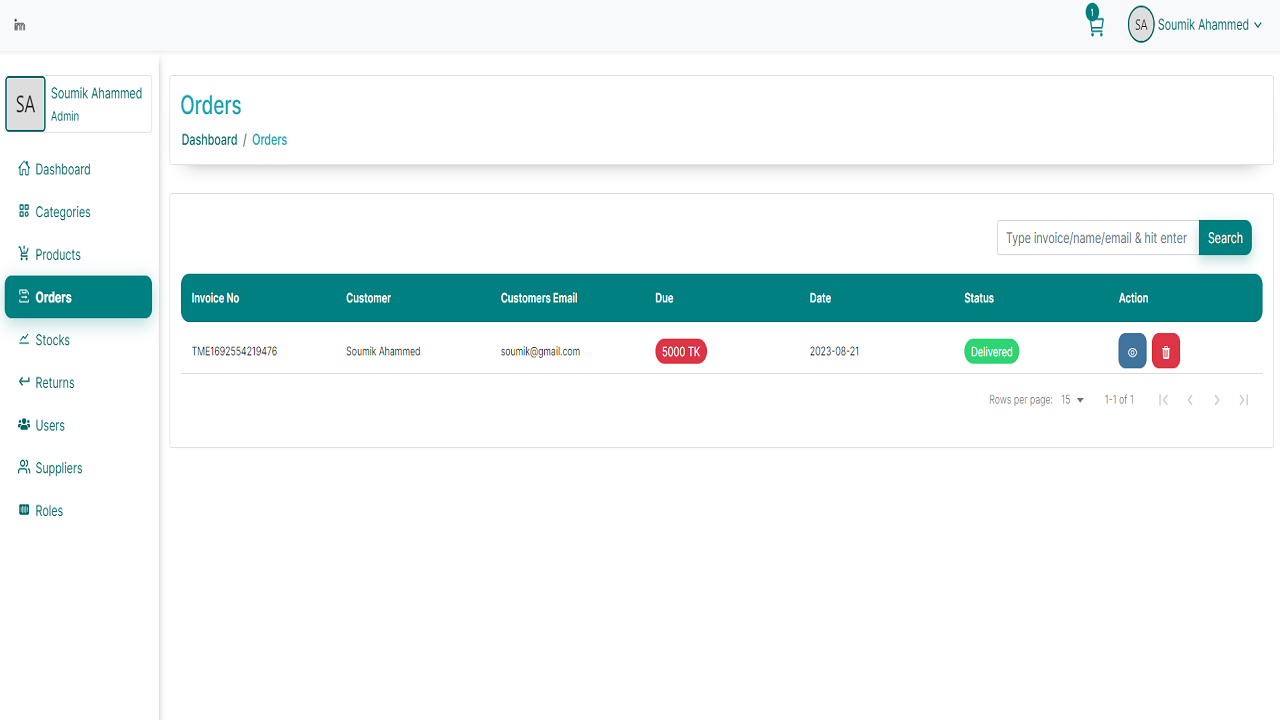 im
1
SA Soumik Ahammed
SA
Soumik Ahammed
Admin
Dashboard
Categories
Products
Orders
Stocks
Returns
Users
Suppliers
Roles
Orders
Dashboard / Orders
Type invoice/name/email & hit enter Search
Invoice No Customer Customers Email Due Date Status Action
TME1692554219476 Soumik Ahammed soumik@gmail.com 5000 TK 2023-08-21 Delivered
Rows per page: 15 1-1 of 1